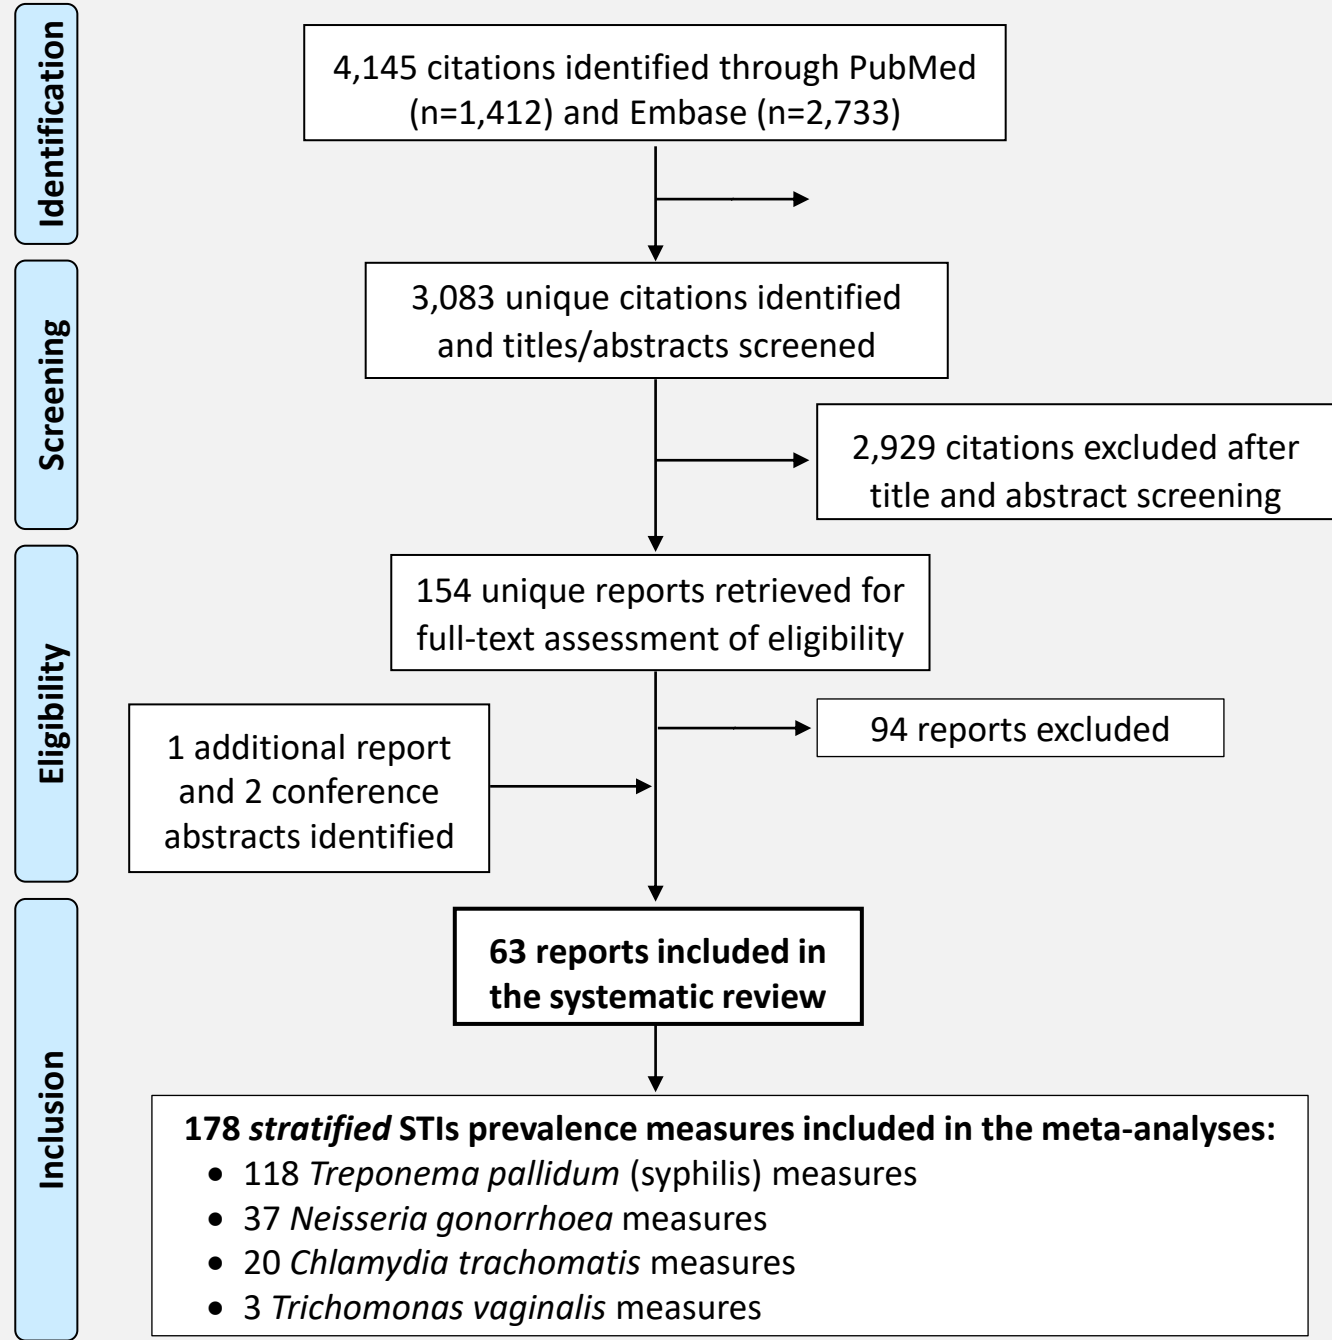 Identification
4,145 citations identified through PubMed
(n=1,412) and Embase (n=2,733)
Screening
3,083 unique citations identified
and titles/abstracts screened
2,929 citations excluded after
title and abstract screening
Eligibility
154 unique reports retrieved for
full-text assessment of eligibility
94 reports excluded
1 additional report
and 2 conference
abstracts identified
Inclusion
63 reports included in
the systematic review
178 stratified STIs prevalence measures included in the meta-analyses:
• 118 Treponema pallidum (syphilis) measures
• 37 Neisseria gonorrhoea measures
• 20 Chlamydia trachomatis measures
• 3 Trichomonas vaginalis measures